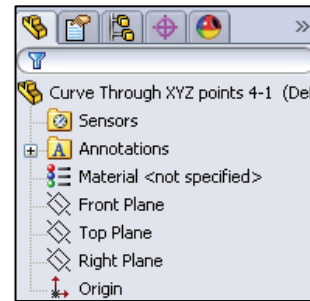 Curve Through XYZ points 4-1 (De
Sensors
A Annotations
Material <not specified>
Front Plane
Top Plane
Right Plane
Origin